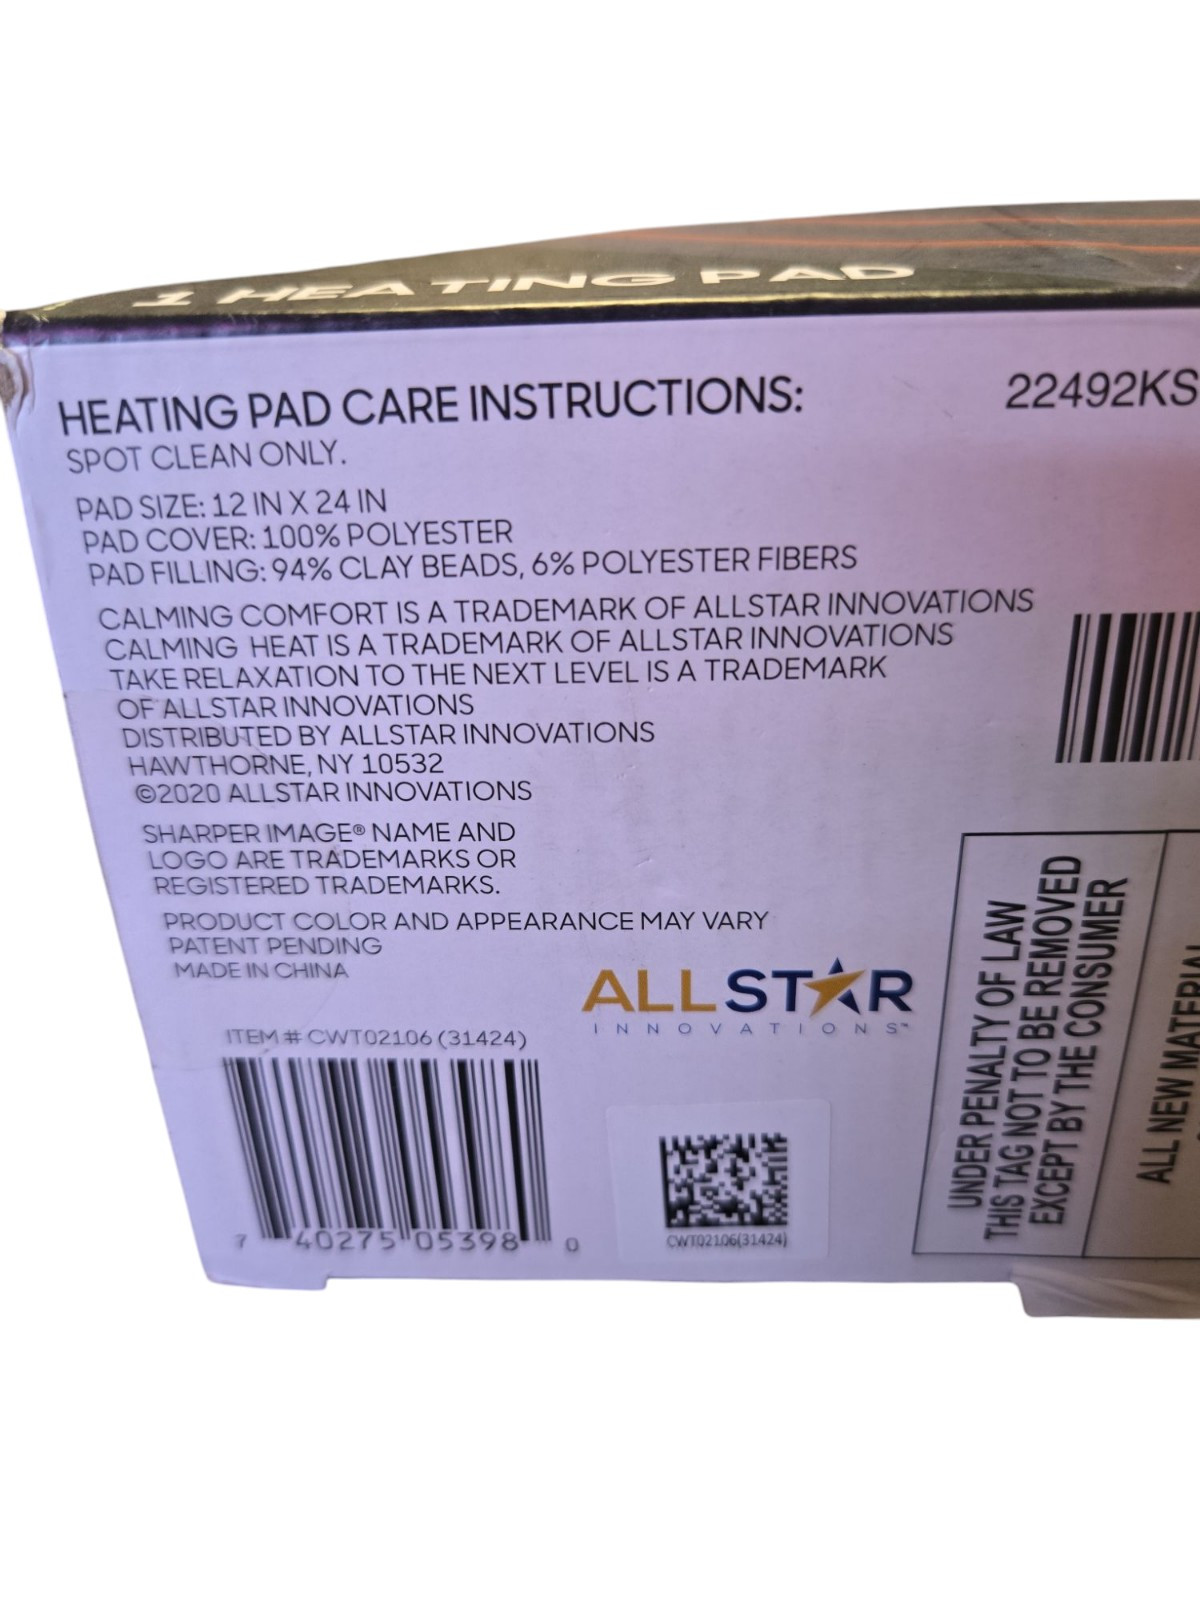 1 HEATING PAD
HEATING PAD CARE INSTRUCTIONS:
22492KS
SPOT CLEAN ONLY.
PAD SIZE: 12 IN X 24 IN
PAD COVER: 100% POLYESTER
PAD FILLING: 94% CLAY BEADS, 6% POLYESTER FIBERS
CALMING COMFORT IS A TRADEMARK OF ALLSTAR INNOVATIONS
CALMING HEAT IS A TRADEMARK OF ALLSTAR INNOVATIONS
TAKE RELAXATION TO THE NEXT LEVEL IS A TRADEMARK
OF ALLSTAR INNOVATIONS
DISTRIBUTED BY ALLSTAR INNOVATIONS
HAWTHORNE, NY 10532
©2020 ALLSTAR INNOVATIONS
SHARPER IMAGE® NAME AND
LOGO ARE TRADEMARKS OR
REGISTERED TRADEMARKS.
PRODUCT COLOR AND APPEARANCE MAY VARY
PATENT PENDING
MADE IN CHINA
ALLSTAR
INNOVATIONS™
ITEM # CWT02106 (31424)
7 40275 05398 0
CWT02106(31424)
UNDER PENALTY OF LAW
THIS TAG NOT TO BE REMOVED
EXCEPT BY THE CONSUMER
ALL NEW MATERIAL